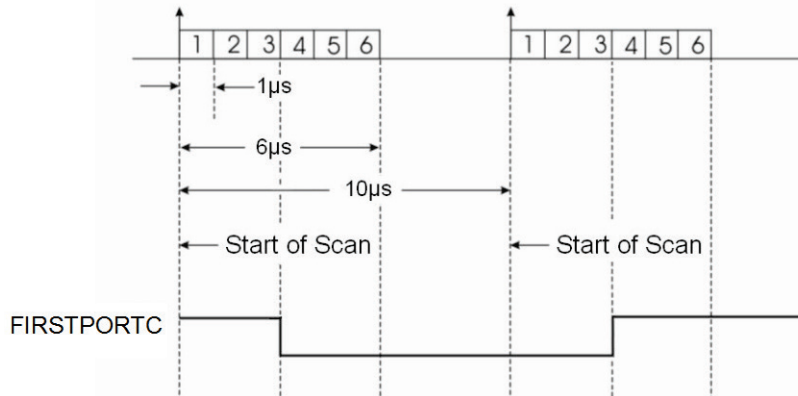 1 2 3 4 5 6 1 2 3 4 5 6
1µs
6µs
10µs
Start of Scan Start of Scan
FIRSTPORTC